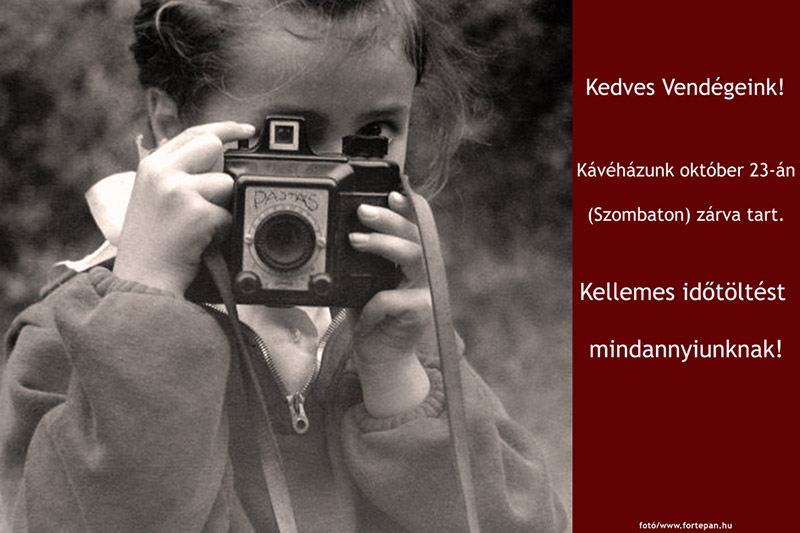 PAJTÁS
Kedves Vendégeink!
Kávéházunk október 23-án
(Szombaton) zárva tart.
Kellemes időtöltést
mindannyiunknak!
fotó/www.fortepan.hu